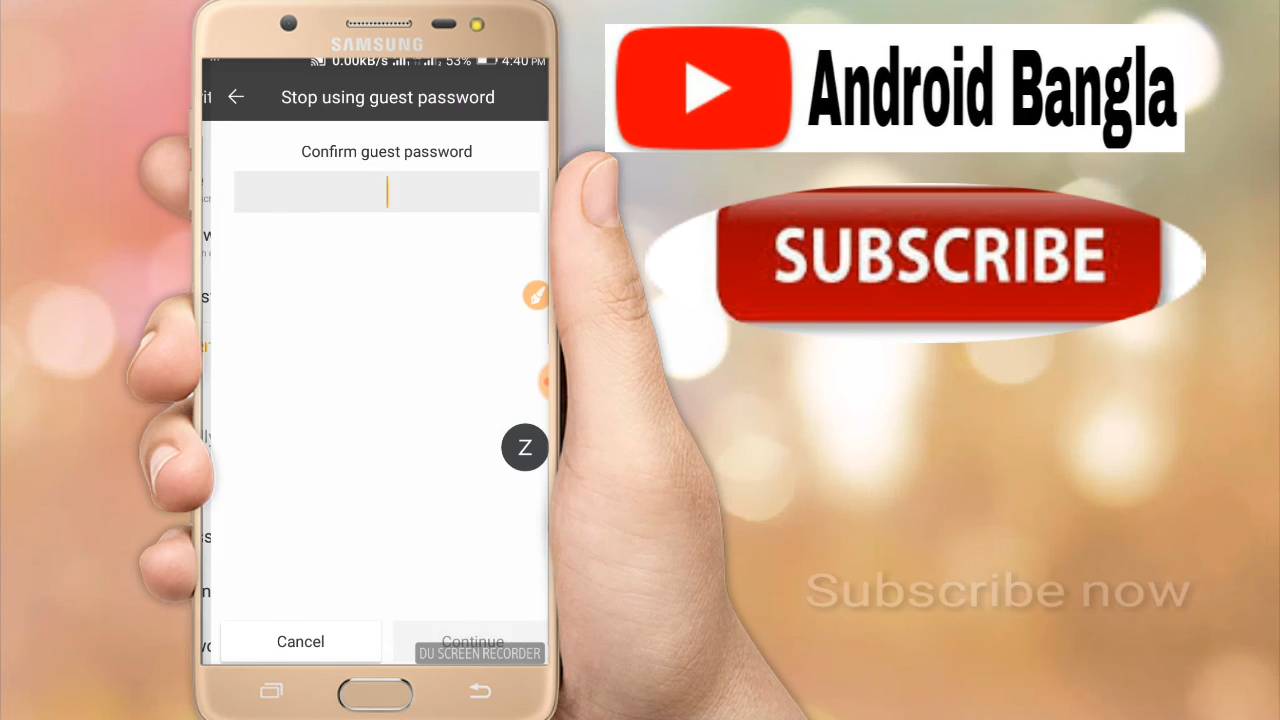 SAMSUNG
0.00kB/s 53% 4:40 PM
Stop using guest password
Confirm guest password
Z
Cancel
Continue
DU SCREEN RECORDER
Android Bangla
SUBSCRIBE
Subscribe now